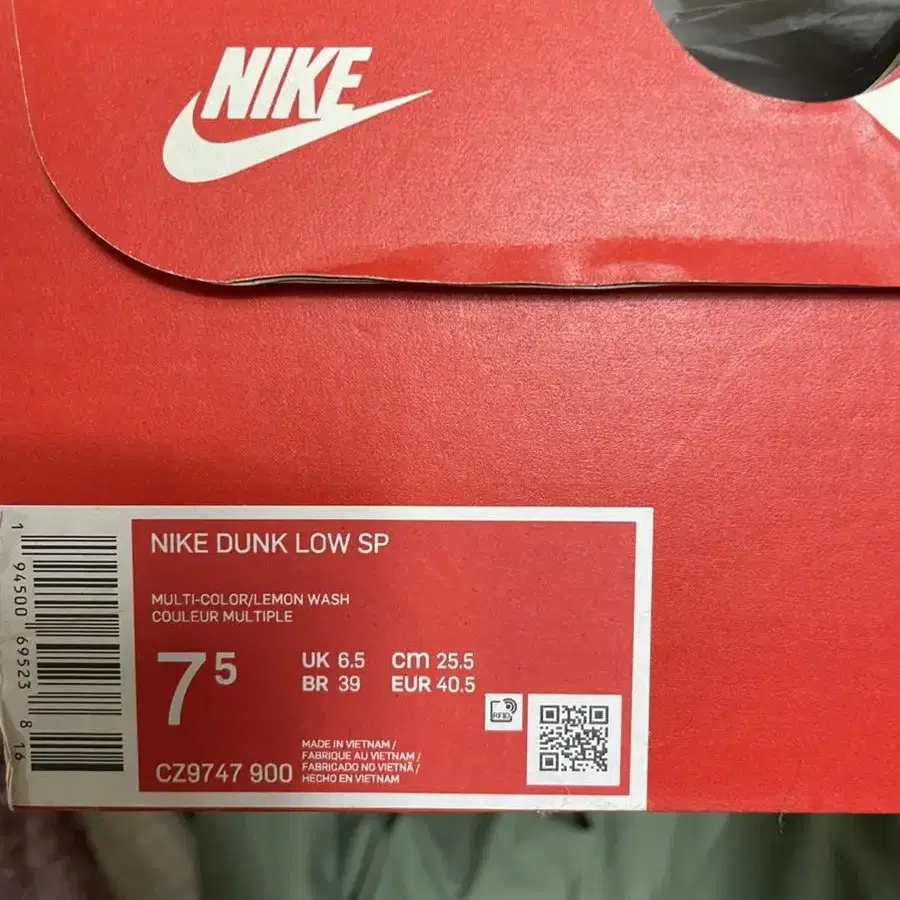 NIKE
NIKE DUNK LOW SP
MULTI-COLOR/LEMON WASH
COULEUR MULTIPLE
7 5
UK 6.5 cm 25.5
BR 39 EUR 40.5
RFID
MADE IN VIETNAM /
FABRIQUE AU VIETNAM /
FABRICADO NO VIETNÃ /
HECHO EN VIETNAM
CZ9747 900
1 94500 69523 8 16